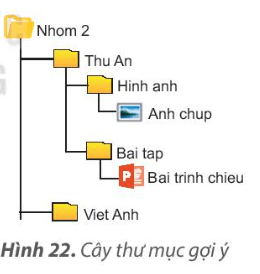 Nhom 2
Thu An
Hinh anh
Anh chup
Bai tap
Bai trinh chieu
Viet Anh
Hình 22. Cây thư mục gợi ý